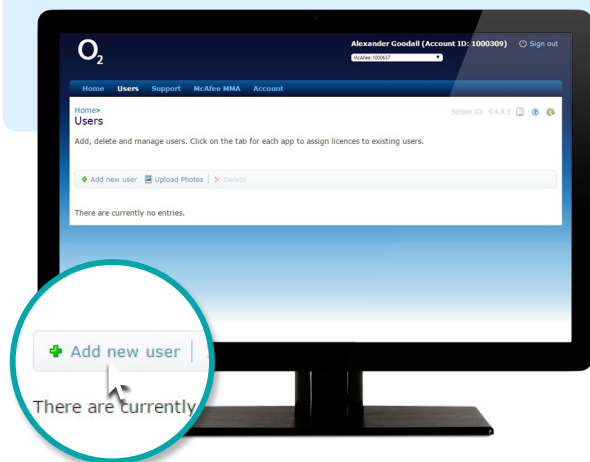 O2
Alexander Goodall (Account ID: 1000309) Sign out
McAfee:1000637
Home Users Support McAfee MMA Account
Home>
Screen ID: 4.4.4.5
Users
Add, delete and manage users. Click on the tab for each app to assign licences to existing users.
Add new user Upload Photos | Delete
There are currently no entries.
Add new user
There are currently